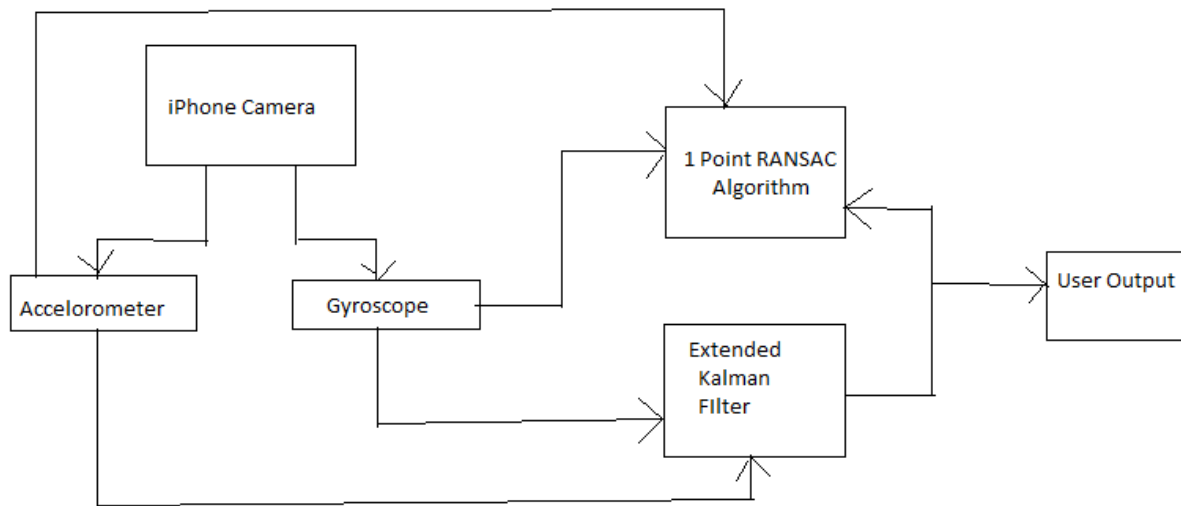 iPhone Camera
1 Point RANSAC
Algorithm
Accelorometer
Gyroscope
User Output
Extended
Kalman
FIlter